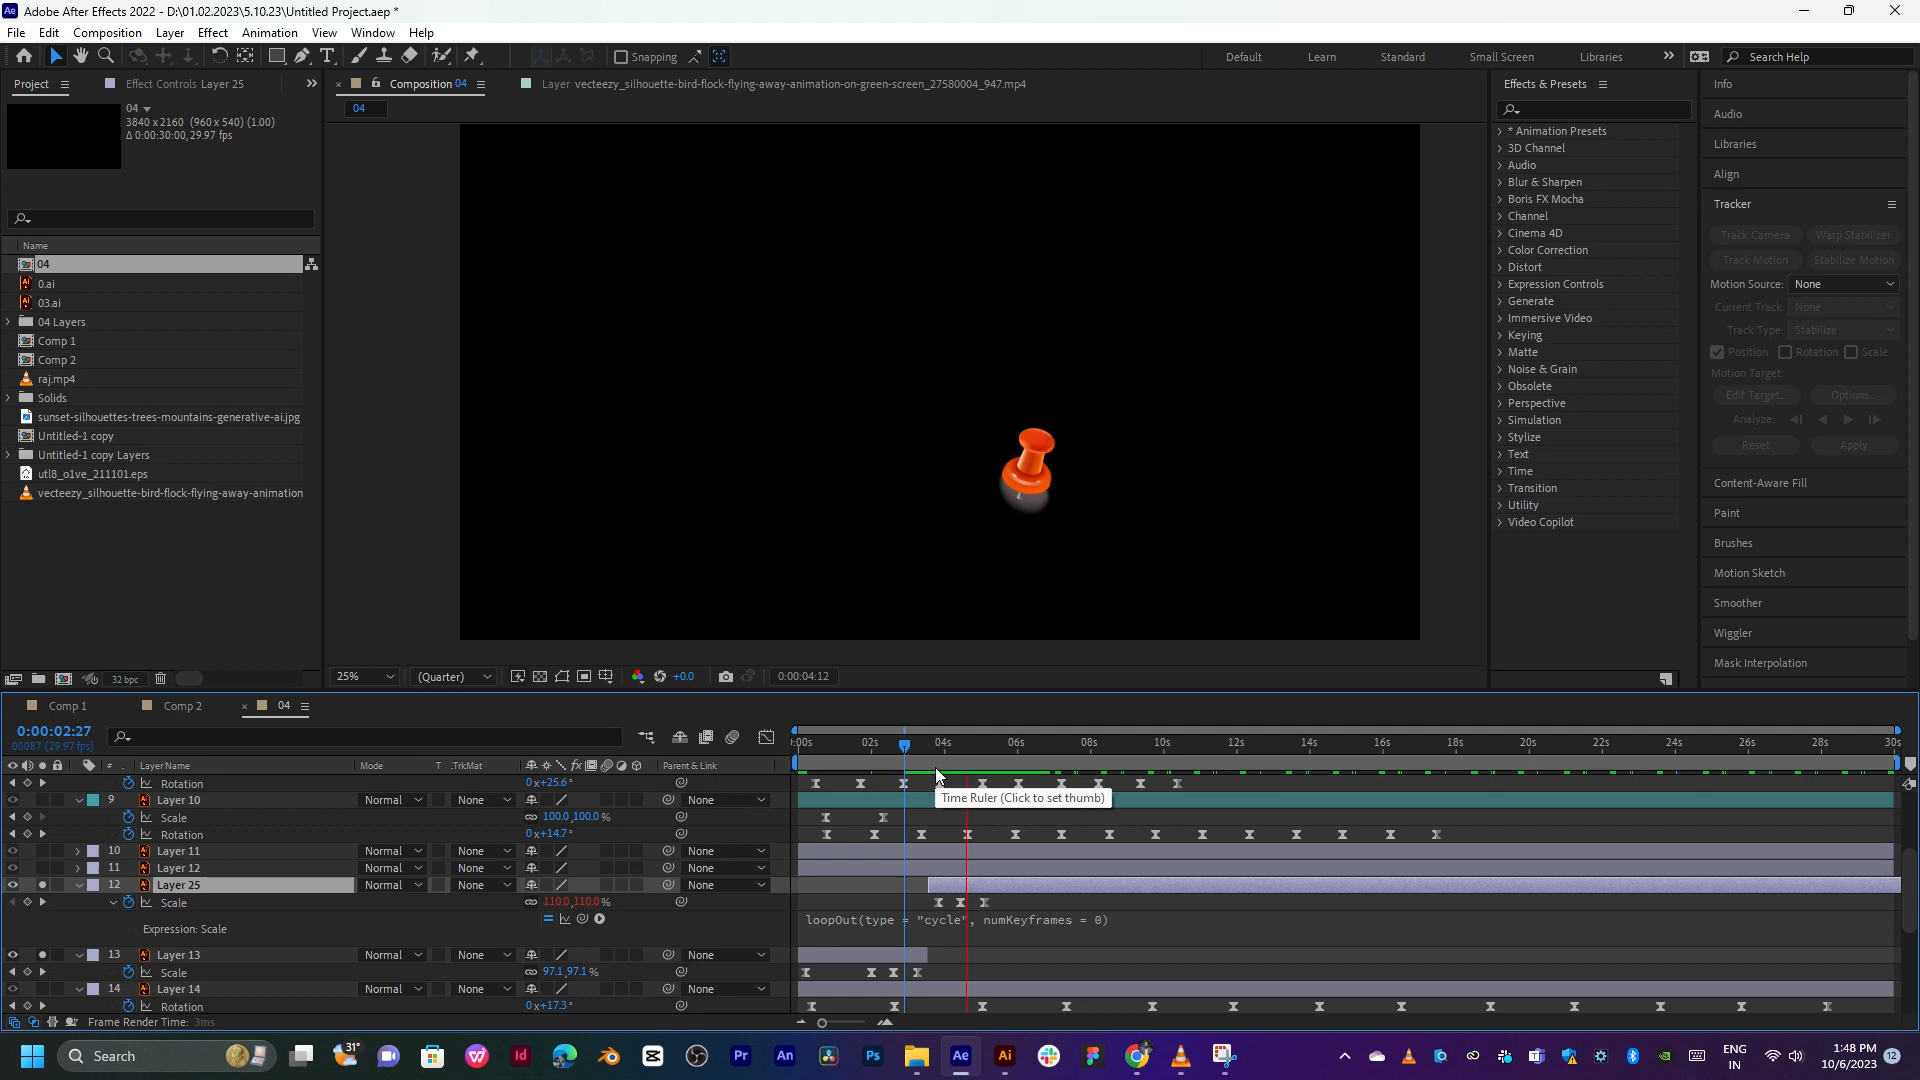 Adobe After Effects 2022 - D:\01.02.2023\5.10.23\Untitled Project.aep *
File Edit Composition Layer Effect Animation View Window Help
Snapping
Default Learn Standard Small Screen Libraries
Search Help
Project
Effect Controls Layer 25
Composition 04
Layer vecteezy_silhouette-bird-flock-flying-away-animation-on-green-screen_27580004_947.mp4
04
04
3840 x 2160 (960 x 540) (1.00)
Δ 0:00:30:00, 29.97 fps
Name
04
0.ai
03.ai
04 Layers
Comp 1
Comp 2
raj.mp4
Solids
sunset-silhouettes-trees-mountains-generative-ai.jpg
Untitled-1 copy
Untitled-1 copy Layers
utl8_o1ve_211101.eps
vecteezy_silhouette-bird-flock-flying-away-animation
32 bpc
25%
(Quarter)
+0.0
0:00:04:12
Effects & Presets
* Animation Presets
3D Channel
Audio
Blur & Sharpen
Boris FX Mocha
Channel
Cinema 4D
Color Correction
Distort
Expression Controls
Generate
Immersive Video
Keying
Matte
Noise & Grain
Obsolete
Perspective
Simulation
Stylize
Text
Time
Transition
Utility
Video Copilot
Info
Audio
Libraries
Align
Tracker
Track Camera Warp Stabilizer
Track Motion Stabilize Motion
Motion Source: None
Current Track: None
Track Type: Stabilize
Position Rotation Scale
Motion Target:
Edit Target... Options...
Analyze:
Reset Apply
Content-Aware Fill
Paint
Brushes
Motion Sketch
Smoother
Wiggler
Mask Interpolation
Comp 1 Comp 2 04
0:00:02:27
00087 (29.97 fps)
# Layer Name Mode T .TrkMat Parent & Link
:00s 02s 04s 06s 08s 10s 12s 14s 16s 18s 20s 22s 24s 26s 28s 30s
Rotation 0x+25.6°
Time Ruler (Click to set thumb)
9 Layer 10 Normal None None
Scale 100.0,100.0 %
Rotation 0x+14.7°
10 Layer 11 Normal None None
11 Layer 12 Normal None None
12 Layer 25 Normal None None
Scale 110.0,110.0 %
loopOut(type = "cycle", numKeyframes = 0)
Expression: Scale
13 Layer 13 Normal None None
Scale 97.1,97.1 %
14 Layer 14 Normal None None
Rotation 0x+17.3°
Frame Render Time: 3ms
Search
31°
ENG
IN
1:48 PM
10/6/2023
12